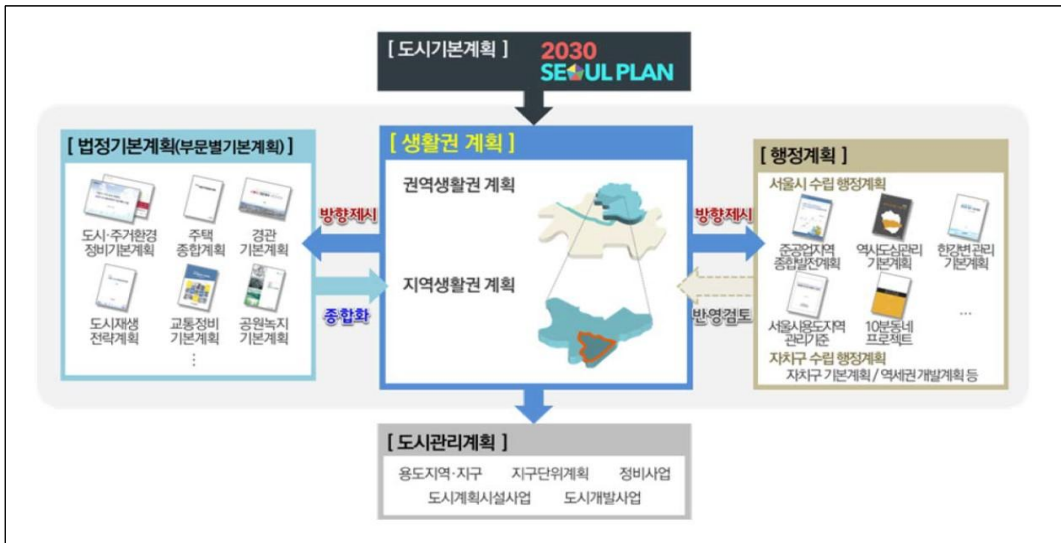 [ 도시기본계획 ]
2030
SEOUL PLAN
[ 법정기본계획(부문별기본계획) ]
도시·주거환경
정비기본계획
주택
종합계획
경관
기본계획
도시재생
전략계획
교통정비
기본계획
공원녹지
기본계획
⋮
방향제시
종합화
[ 생활권 계획 ]
권역생활권 계획
지역생활권 계획
방향제시
반영검토
[ 행정계획 ]
서울시 수립 행정계획
준공업지역
종합발전계획
역사도심관리
기본계획
한강변 관리
기본계획
서울시용도지역
관리기준
10분동네
프로젝트
...
자치구 수립 행정계획
자치구 기본계획 / 역세권 개발계획 등
[ 도시관리계획 ]
용도지역·지구 지구단위계획 정비사업
도시계획시설사업 도시개발사업